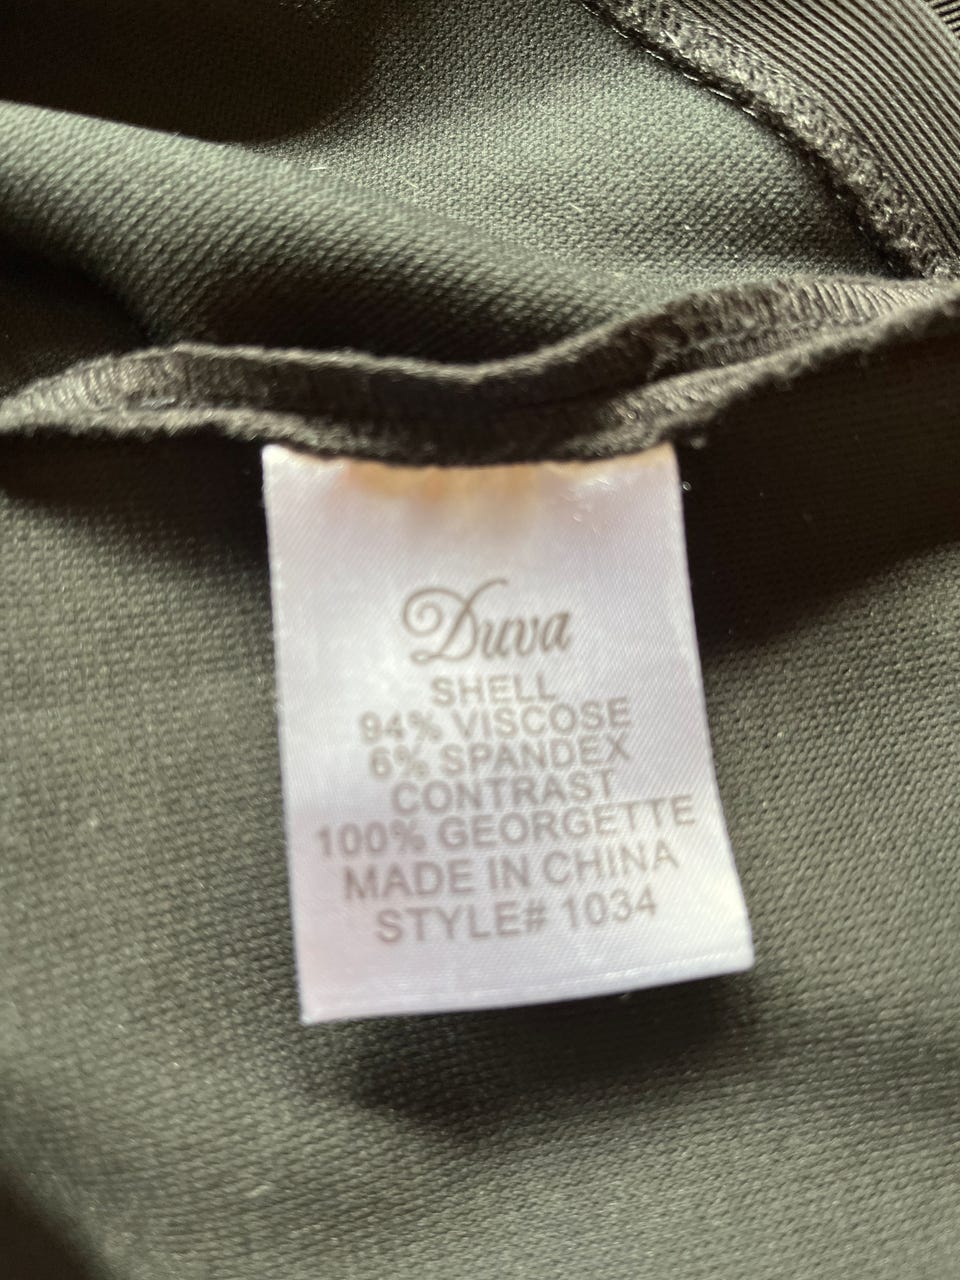 Duva
SHELL
94% VISCOSE
6% SPANDEX
CONTRAST
100% GEORGETTE
MADE IN CHINA
STYLE# 1034